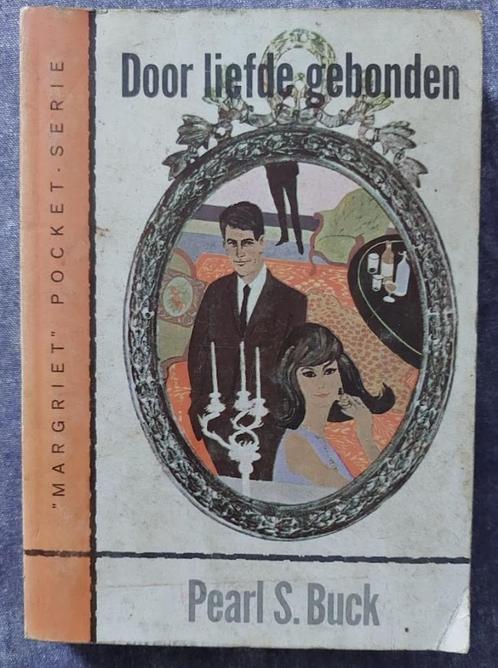 Door liefde gebonden
"MARGRIET" POCKET-SERIE
Pearl S. Buck